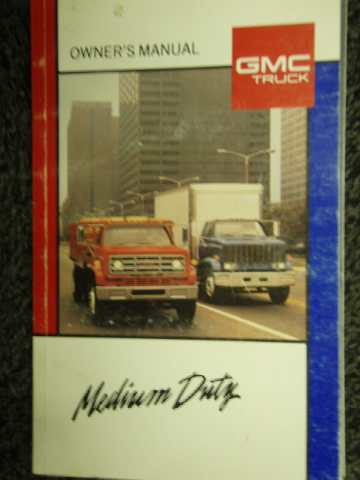 OWNER'S MANUAL
GMC
TRUCK
Medium Duty